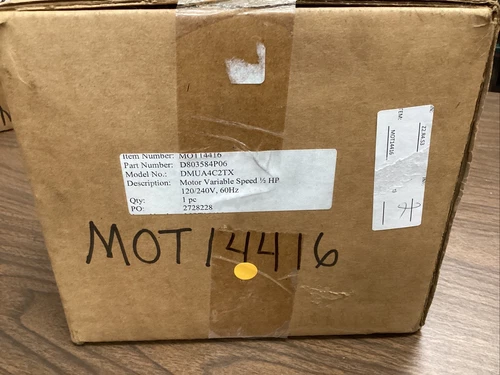 Item Number: MOT14416
Part Number: D803584P06
Model No.: DMUA4C2TX
Description: Motor Variable Speed ½ HP
120/240V, 60Hz
Qty: 1 pc
PO: 2728228
MOT14416
MOT14416